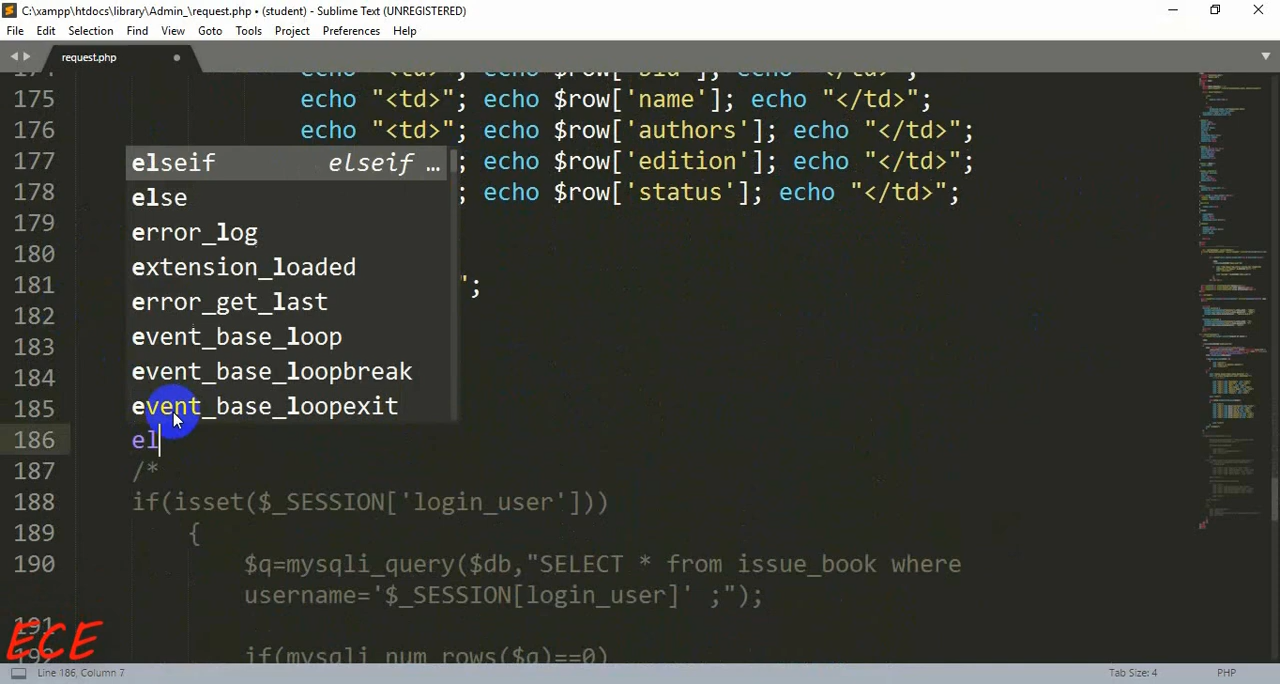 C:\xampp\htdocs\library\Admin_\request.php • (student) - Sublime Text (UNREGISTERED)
File Edit Selection Find View Goto Tools Project Preferences Help
request.php
175 echo "<td>"; echo $row['name']; echo "</td>";
176 echo "<td>"; echo $row['authors']; echo "</td>";
177 elseif elseif … ; echo $row['edition']; echo "</td>";
178 else ; echo $row['status']; echo "</td>";
179 error_log
180 extension_loaded
181 ";
182 error_get_last
183 event_base_loop
184 event_base_loopbreak
185 event_base_loopexit
186 el
187 /*
188 if(isset($_SESSION['login_user']))
189 {
190 $q=mysqli_query($db,"SELECT * from issue_book where
username='$_SESSION[login_user]' ;");
191
192 if(mysqli_num_rows($q)==0)
ECE
Line 186, Column 7 Tab Size: 4 PHP